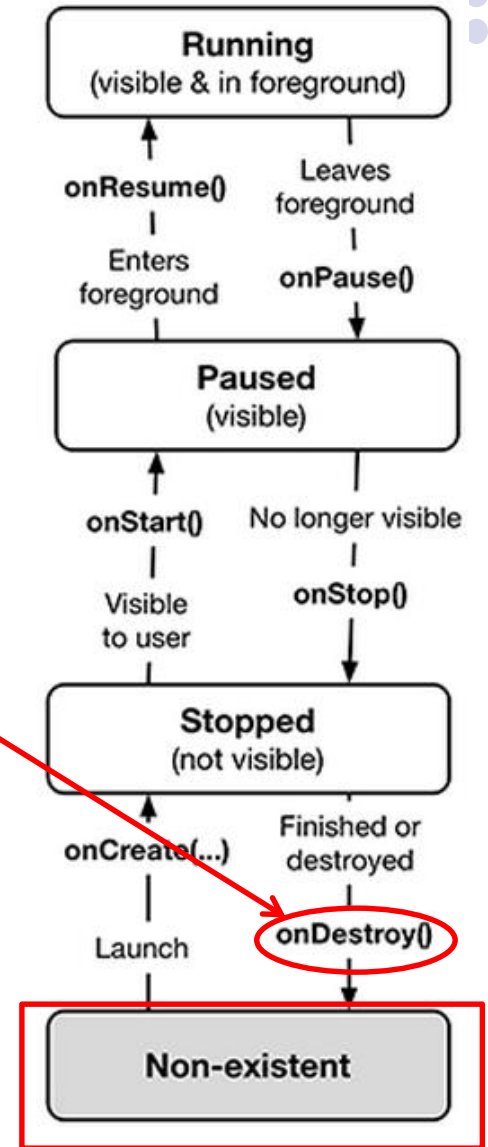 Running
(visible & in foreground)
onResume()
Enters
foreground
Leaves
foreground
onPause()
Paused
(visible)
onStart()
Visible
to user
No longer visible
onStop()
Stopped
(not visible)
onCreate(...)
Launch
Finished or
destroyed
onDestroy()
Non-existent